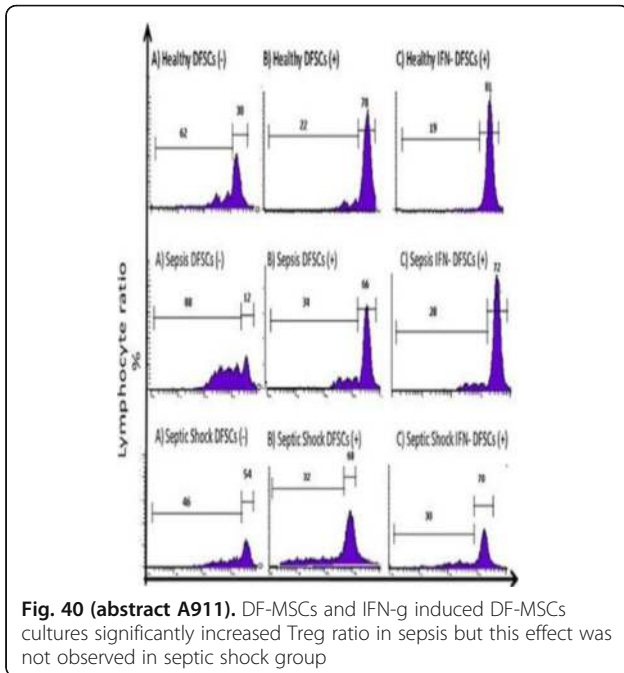 A) Healthy DFSCs (-)
B) Healthy DFSCs (+)
C) Healthy IFN- DFSCs (+)
62
38
22
78
19
81
A) Sepsis DFSCs (-)
B) Sepsis DFSCs (+)
C) Sepsis IFN- DFSCs (+)
88
12
34
66
28
72
A) Septic Shock DFSCs (-)
B) Septic Shock DFSCs (+)
C) Septic Shock IFN- DFSCs (+)
46
54
32
68
30
70
Lymphocyte ratio
%
Fig. 40 (abstract A911). DF-MSCs and IFN-g induced DF-MSCs
cultures significantly increased Treg ratio in sepsis but this effect was
not observed in septic shock group